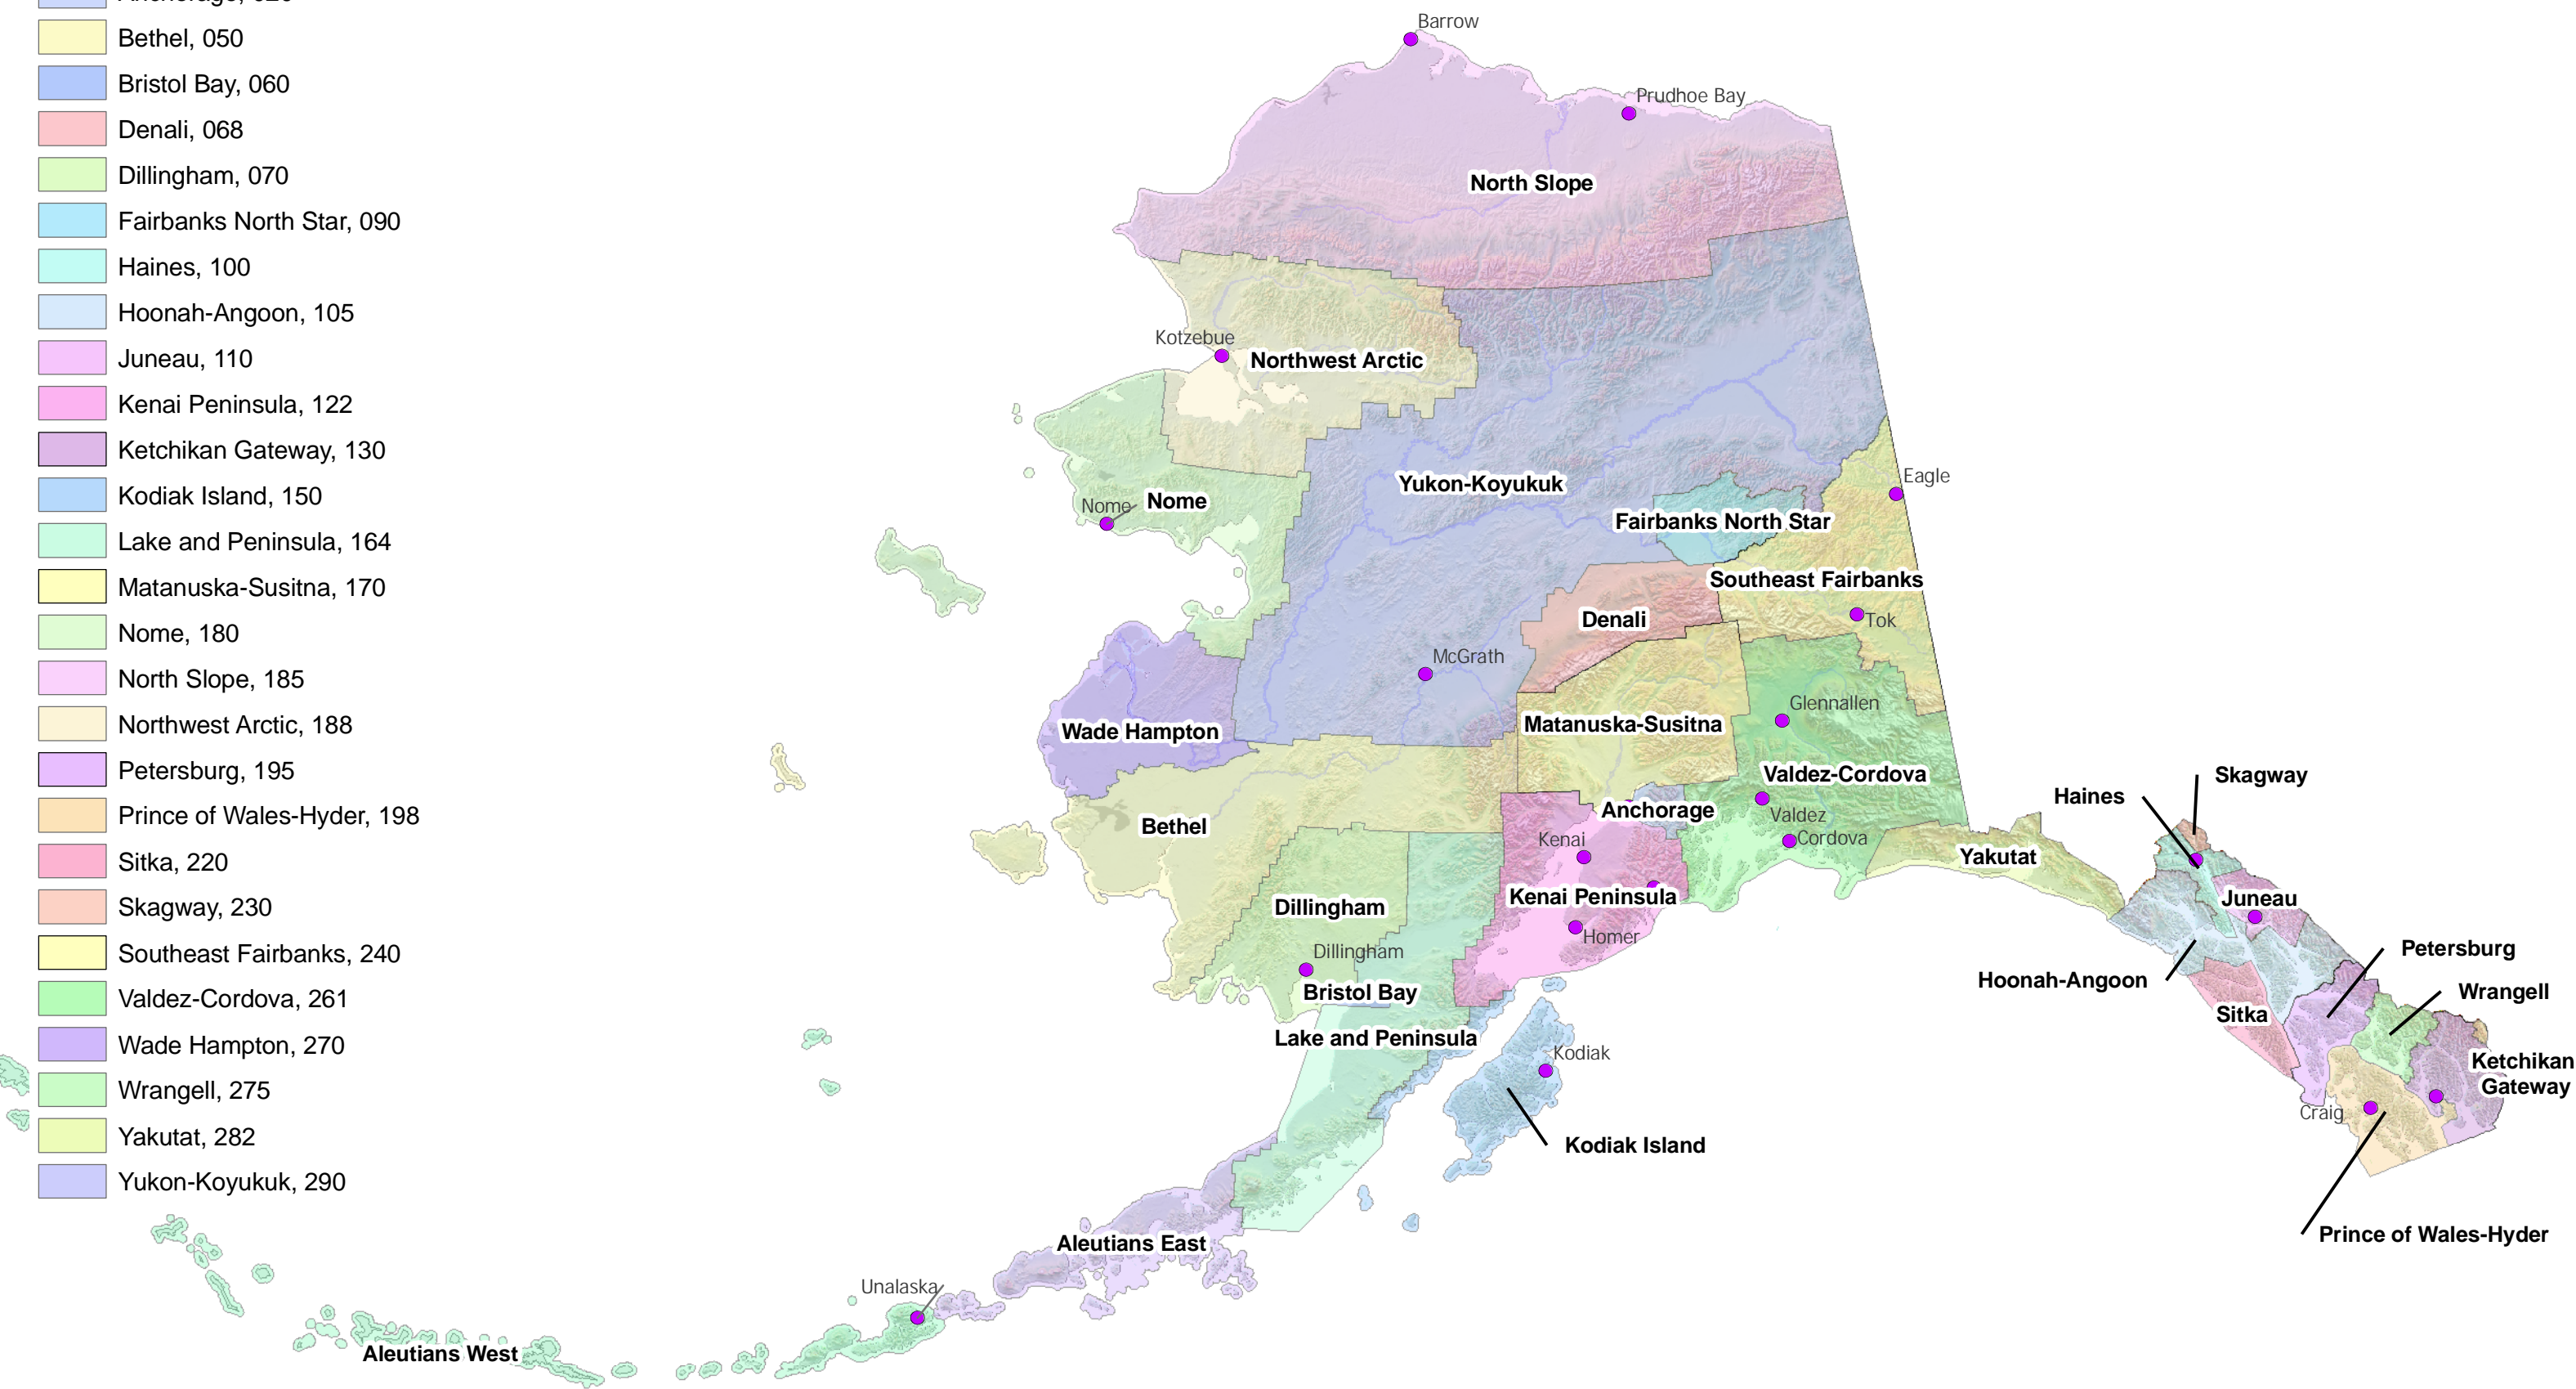 Bethel, 050
Bristol Bay, 060
Denali, 068
Dillingham, 070
Fairbanks North Star, 090
Haines, 100
Hoonah-Angoon, 105
Juneau, 110
Kenai Peninsula, 122
Ketchikan Gateway, 130
Kodiak Island, 150
Lake and Peninsula, 164
Matanuska-Susitna, 170
Nome, 180
North Slope, 185
Northwest Arctic, 188
Petersburg, 195
Prince of Wales-Hyder, 198
Sitka, 220
Skagway, 230
Southeast Fairbanks, 240
Valdez-Cordova, 261
Wade Hampton, 270
Wrangell, 275
Yakutat, 282
Yukon-Koyukuk, 290
Barrow
Prudhoe Bay
North Slope
Kotzebue
Northwest Arctic
Yukon-Koyukuk
Eagle
Nome
Nome
Fairbanks North Star
Southeast Fairbanks
Denali
Tok
McGrath
Glennallen
Wade Hampton
Matanuska-Susitna
Valdez-Cordova
Skagway
Haines
Anchorage
Valdez
Bethel
Kenai
Cordova
Yakutat
Kenai Peninsula
Juneau
Dillingham
Homer
Dillingham
Petersburg
Hoonah-Angoon
Bristol Bay
Wrangell
Sitka
Lake and Peninsula
Kodiak
Ketchikan
Gateway
Craig
Kodiak Island
Prince of Wales-Hyder
Aleutians East
Unalaska
Aleutians West